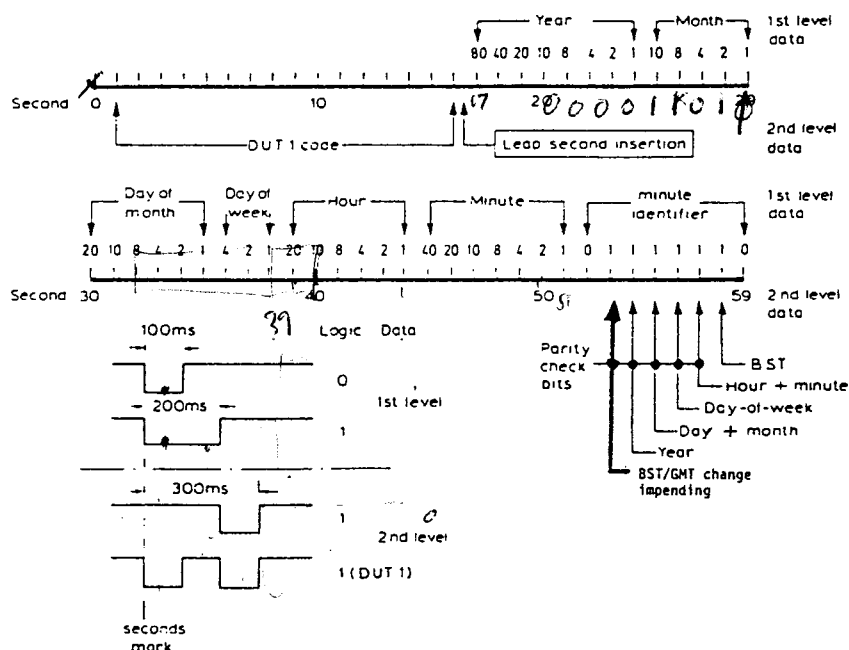 Year Month 1st level data
80 40 20 10 8 4 2 1 10 8 4 2 1
Second 0 10 17 20 0 0 0 0 1 1 0 1 0
2nd level data
DUT 1 code
Leap second insertion
Day of month Day of week Hour Minute minute identifier 1st level data
20 10 8 4 2 1 4 2 1 20 10 8 4 2 1 40 20 10 8 4 2 1 0 1 1 1 1 1 1 0
Second 30 40 50 51 59 2nd level data
39
100ms Logic Data
0
1st level
200ms
1
300ms
1 0
2nd level
1 (DUT 1)
seconds mark
Parity check bits
BST
Hour + minute
Day-of-week
Day + month
Year
BST/GMT change impending